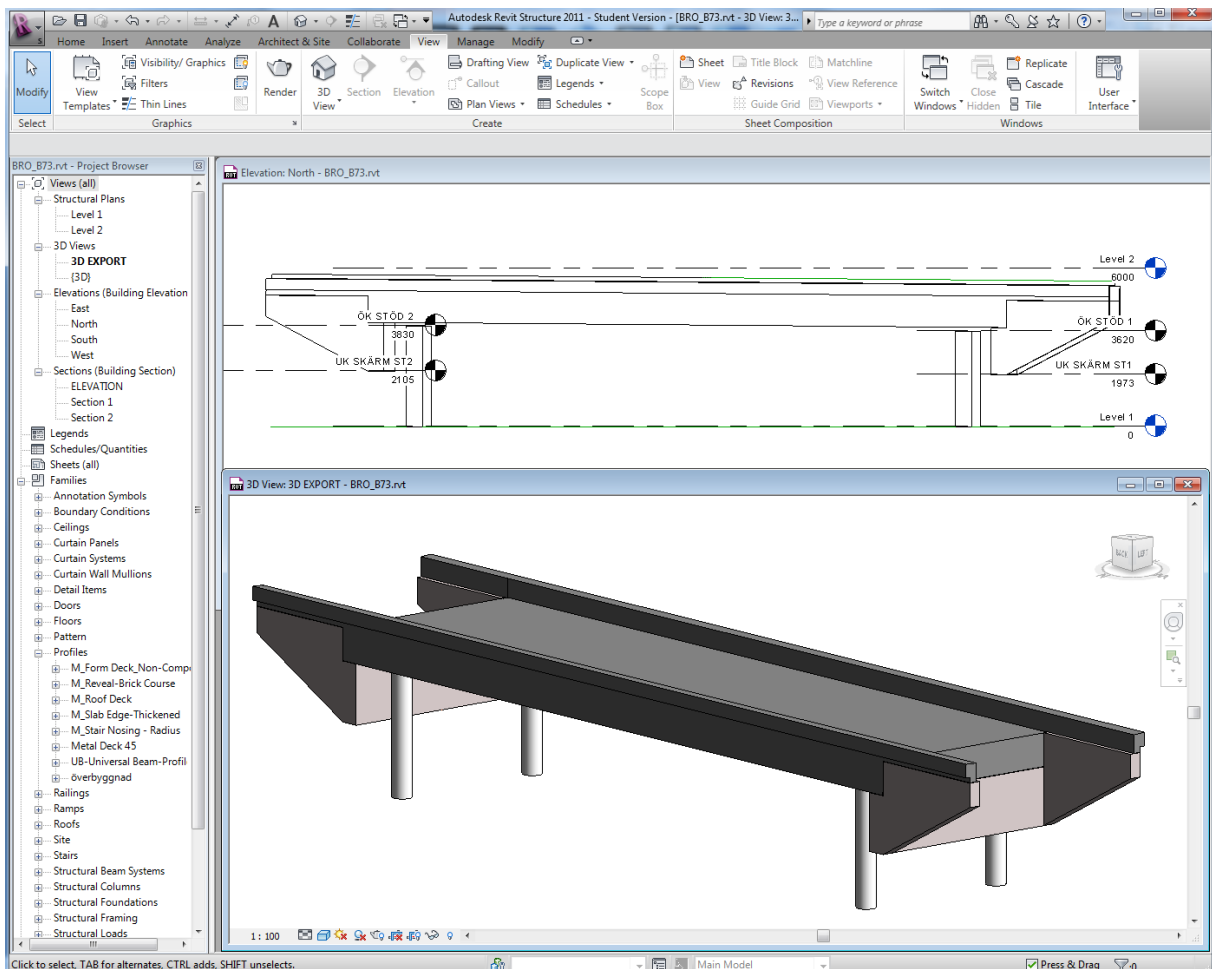 Autodesk Revit Structure 2011 - Student Version - [BRO_B73.rvt - 3D View: 3...
Type a keyword or phrase
Home Insert Annotate Analyze Architect & Site Collaborate View Manage Modify
Modify
View Templates
Visibility/ Graphics
Filters
Thin Lines
Render
3D View
Section
Elevation
Drafting View
Callout
Plan Views
Duplicate View
Legends
Schedules
Scope Box
Sheet
View
Title Block
Revisions
Guide Grid
Matchline
View Reference
Viewports
Switch Windows
Close Hidden
Replicate
Cascade
Tile
User Interface
Select Graphics Create Sheet Composition Windows
BRO_B73.rvt - Project Browser
Views (all)
Structural Plans
Level 1
Level 2
3D Views
3D EXPORT
{3D}
Elevations (Building Elevation
East
North
South
West
Sections (Building Section)
ELEVATION
Section 1
Section 2
Legends
Schedules/Quantities
Sheets (all)
Families
Annotation Symbols
Boundary Conditions
Ceilings
Curtain Panels
Curtain Systems
Curtain Wall Mullions
Detail Items
Doors
Floors
Pattern
Profiles
M_Form Deck_Non-Comp
M_Reveal-Brick Course
M_Roof Deck
M_Slab Edge-Thickened
M_Stair Nosing - Radius
Metal Deck 45
UB-Universal Beam-Profil
överbyggnad
Railings
Ramps
Roofs
Site
Stairs
Structural Beam Systems
Structural Columns
Structural Foundations
Structural Framing
Structural Loads
Elevation: North - BRO_B73.rvt
Level 2
6000
ÖK STÖD 2
3830
ÖK STÖD 1
3620
UK SKÄRM ST2
2105
UK SKÄRM ST1
1973
Level 1
0
3D View: 3D EXPORT - BRO_B73.rvt
BACK LEFT
1 : 100
Click to select, TAB for alternates, CTRL adds, SHIFT unselects.
Main Model
Press & Drag
:0